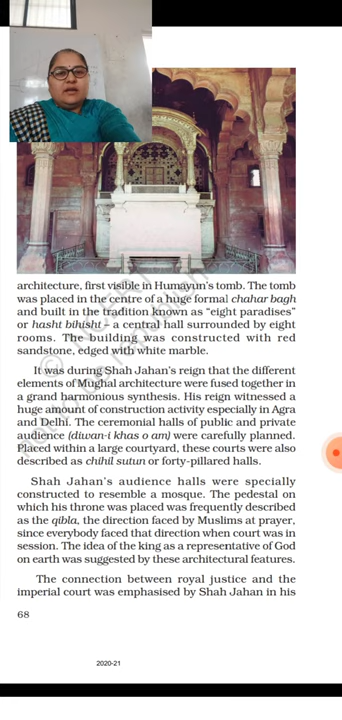 architecture, first visible in Humayun's tomb. The tomb
was placed in the centre of a huge formal chahar bagh
and built in the tradition known as "eight paradises"
or hasht bihisht – a central hall surrounded by eight
rooms. The building was constructed with red
sandstone, edged with white marble.
It was during Shah Jahan's reign that the different
elements of Mughal architecture were fused together in
a grand harmonious synthesis. His reign witnessed a
huge amount of construction activity especially in Agra
and Delhi. The ceremonial halls of public and private
audience (diwan-i khas o am) were carefully planned.
Placed within a large courtyard, these courts were also
described as chihil sutun or forty-pillared halls.
Shah Jahan's audience halls were specially
constructed to resemble a mosque. The pedestal on
which his throne was placed was frequently described
as the qibla, the direction faced by Muslims at prayer,
since everybody faced that direction when court was in
session. The idea of the king as a representative of God
on earth was suggested by these architectural features.
The connection between royal justice and the
imperial court was emphasised by Shah Jahan in his
68
2020-21